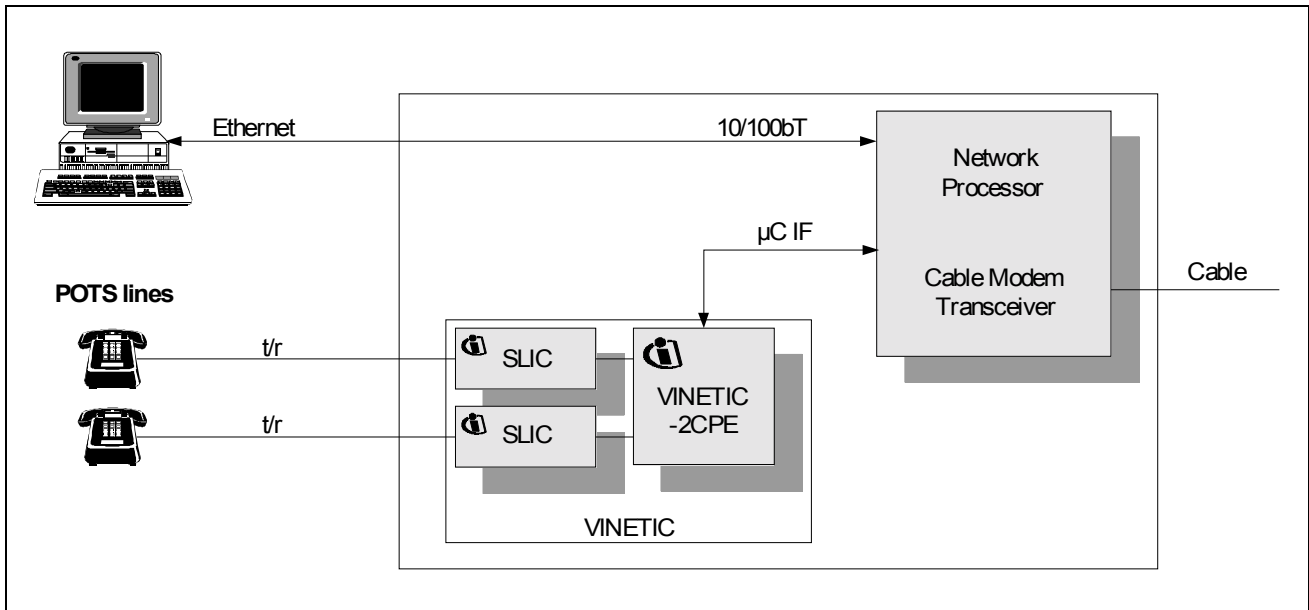 Ethernet
10/100bT
Network
Processor
µC IF
Cable Modem
Transceiver
Cable
POTS lines
t/r
SLIC
VINETIC
-2CPE
t/r
SLIC
VINETIC